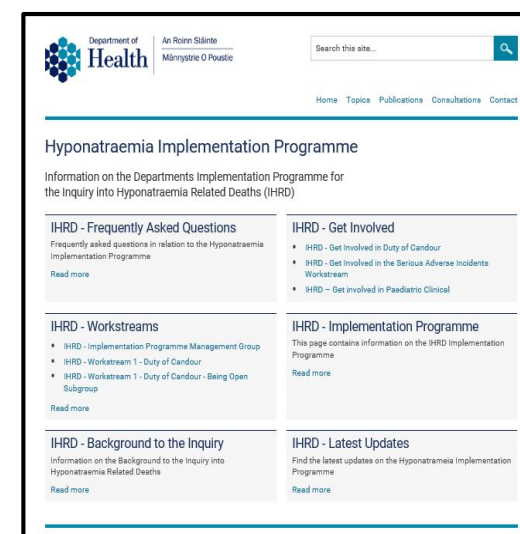 Department of
Health
An Roinn Sláinte
Männystrie O Poustie
Search this site...
Home Topics Publications Consultations Contact
Hyponatraemia Implementation Programme
Information on the Departments Implementation Programme for
the Inquiry into Hyponatraemia Related Deaths (IHRD)
IHRD - Frequently Asked Questions
Frequently asked questions in relation to the Hyponatraemia
Implementation Programme
Read more
IHRD - Get Involved
• IHRD - Get Involved in Duty of Candour
• IHRD - Get Involved in the Serious Adverse Incidents
Workstream
• IHRD – Get involved in Paediatric Clinical
IHRD - Workstreams
• IHRD - Implementation Programme Management Group
• IHRD - Workstream 1 - Duty of Candour
• IHRD - Workstream 1 - Duty of Candour - Being Open
Subgroup
Read more
IHRD - Implementation Programme
This page contains information on the IHRD Implementation
Programme
Read more
IHRD - Background to the Inquiry
Information on the Background to the Inquiry into
Hyponatraemia Related Deaths
Read more
IHRD - Latest Updates
Find the latest updates on the Hyponatrameia Implementation
Programme
Read more